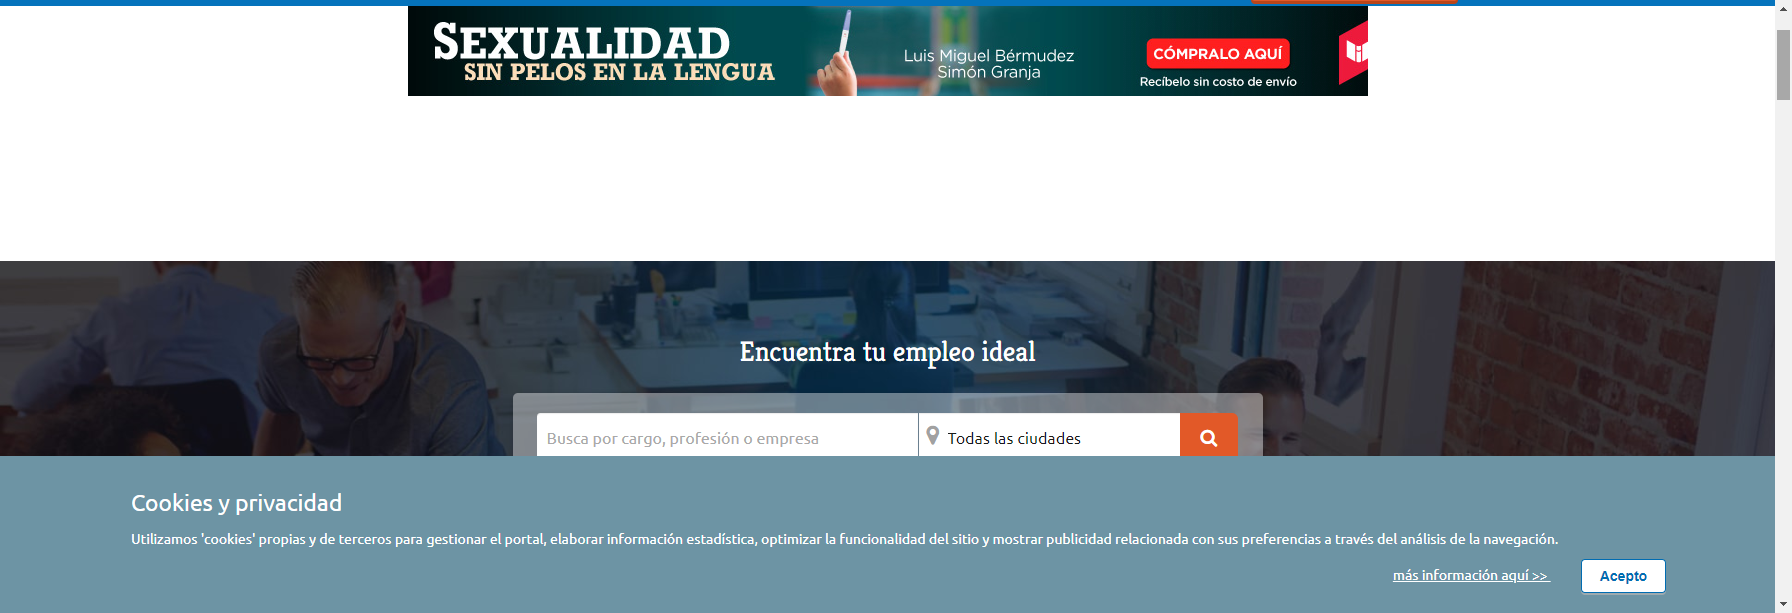 SEXUALIDAD
SIN PELOS EN LA LENGUA
Luis Miguel Bérmudez
Simón Granja
CÓMPRALO AQUÍ
Recíbelo sin costo de envío
Encuentra tu empleo ideal
Busca por cargo, profesión o empresa
Todas las ciudades
Cookies y privacidad
Utilizamos 'cookies' propias y de terceros para gestionar el portal, elaborar información estadística, optimizar la funcionalidad del sitio y mostrar publicidad relacionada con sus preferencias a través del análisis de la navegación.
más información aquí >>
Acepto